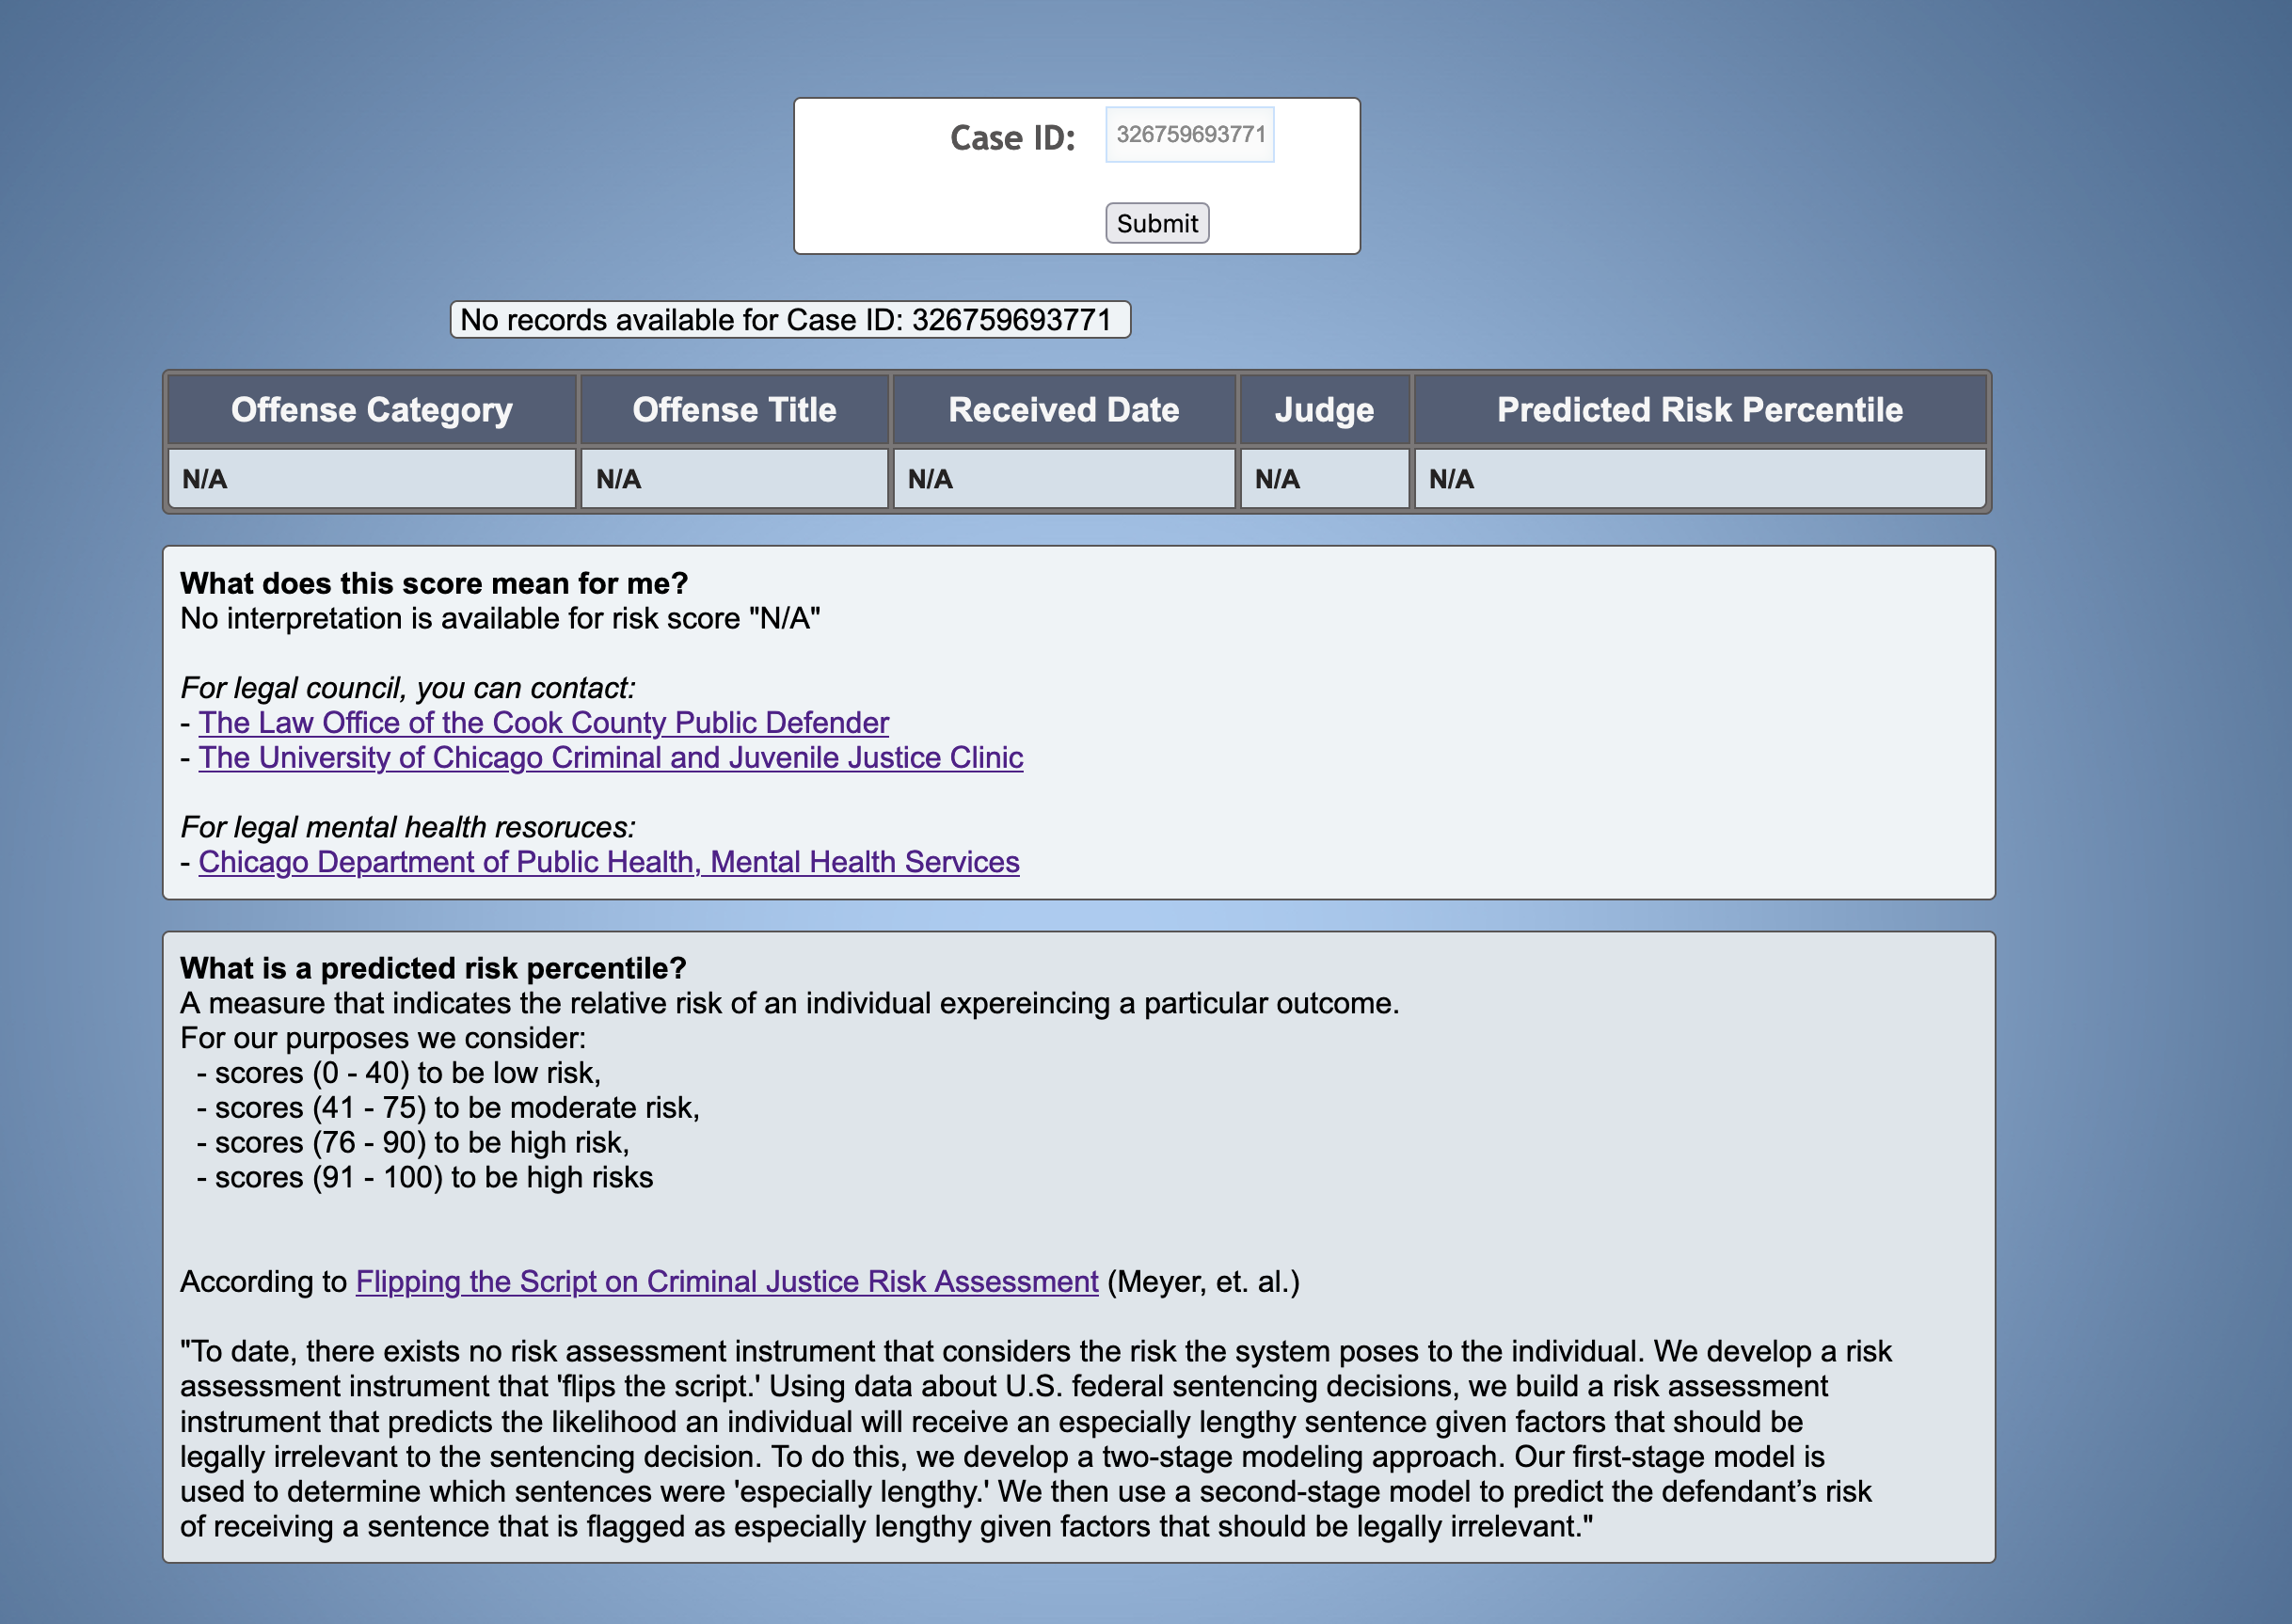 Case ID: 326759693771
Submit
No records available for Case ID: 326759693771
Offense Category Offense Title Received Date Judge Predicted Risk Percentile
N/A N/A N/A N/A N/A
What does this score mean for me?
No interpretation is available for risk score "N/A"
For legal council, you can contact:
- The Law Office of the Cook County Public Defender
- The University of Chicago Criminal and Juvenile Justice Clinic
For legal mental health resoruces:
- Chicago Department of Public Health, Mental Health Services
What is a predicted risk percentile?
A measure that indicates the relative risk of an individual expereincing a particular outcome.
For our purposes we consider:
- scores (0 - 40) to be low risk,
- scores (41 - 75) to be moderate risk,
- scores (76 - 90) to be high risk,
- scores (91 - 100) to be high risks
According to Flipping the Script on Criminal Justice Risk Assessment (Meyer, et. al.)
"To date, there exists no risk assessment instrument that considers the risk the system poses to the individual. We develop a risk
assessment instrument that 'flips the script.' Using data about U.S. federal sentencing decisions, we build a risk assessment
instrument that predicts the likelihood an individual will receive an especially lengthy sentence given factors that should be
legally irrelevant to the sentencing decision. To do this, we develop a two-stage modeling approach. Our first-stage model is
used to determine which sentences were 'especially lengthy.' We then use a second-stage model to predict the defendant’s risk
of receiving a sentence that is flagged as especially lengthy given factors that should be legally irrelevant."